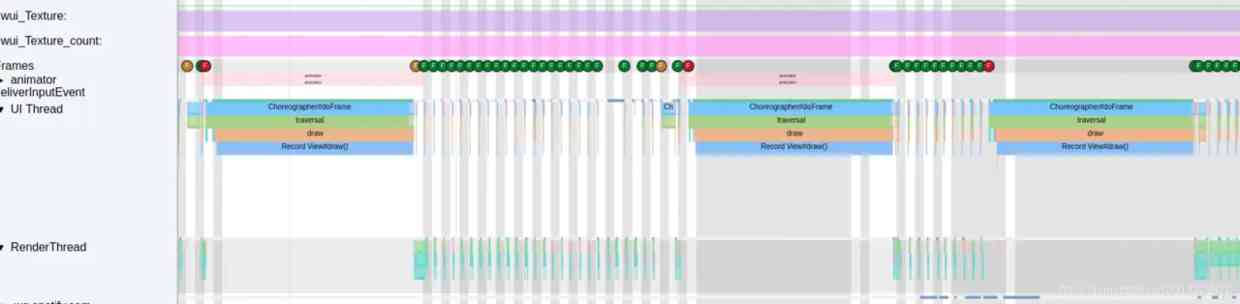 wui_Texture:
wui_Texture_count:
rames
F F F F F F F F F F F F F F F F F F F F F F F F F F F F F F F F F F F F F F F F F F F F F F
animator
animator
animator
animator
animator
eliverInputEvent
UI Thread
Choreographer#doFrame Ch Choreographer#doFrame Choreographer#doFrame
traversal traversal traversal
draw draw draw
Record View#draw() Record View#draw() Record View#draw()
RenderThread